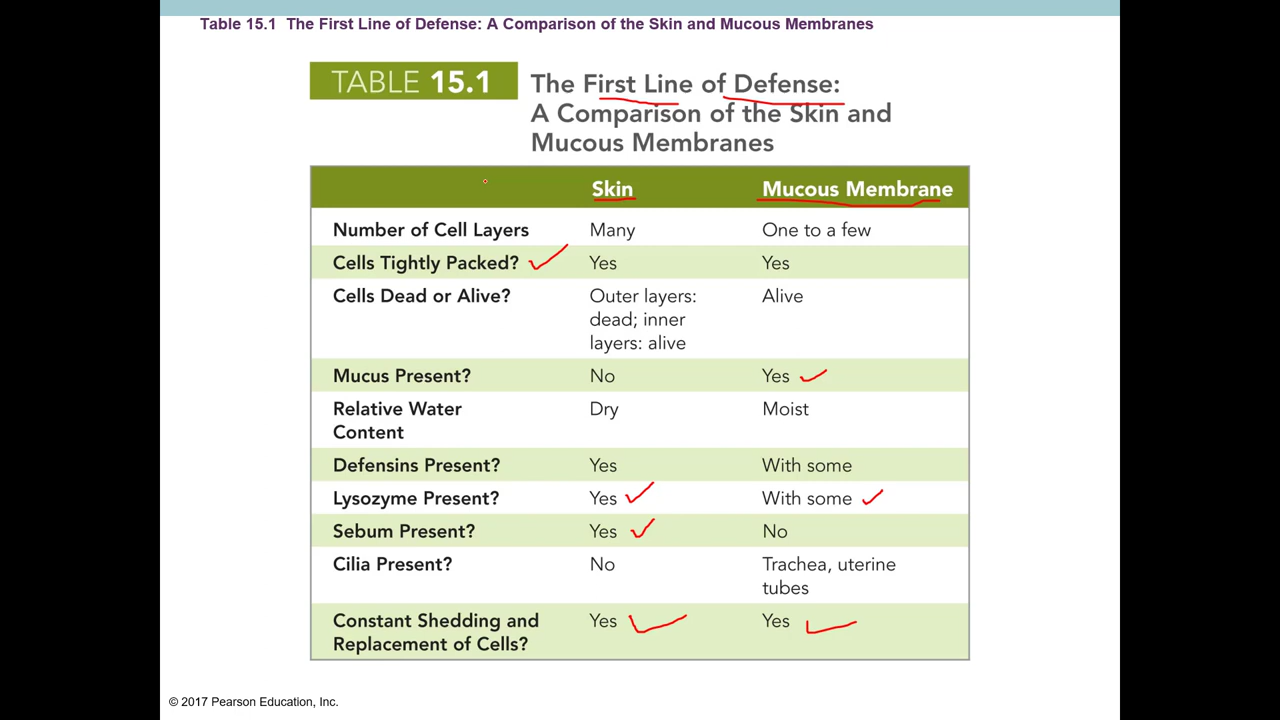 Table 15.1 The First Line of Defense: A Comparison of the Skin and Mucous Membranes
TABLE 15.1
The First Line of Defense:
A Comparison of the Skin and
Mucous Membranes
Skin Mucous Membrane
Number of Cell Layers Many One to a few
Cells Tightly Packed? Yes Yes
Cells Dead or Alive? Outer layers: Alive
dead; inner
layers: alive
Mucus Present? No Yes
Relative Water Dry Moist
Content
Defensins Present? Yes With some
Lysozyme Present? Yes With some
Sebum Present? Yes No
Cilia Present? No Trachea, uterine
tubes
Constant Shedding and Yes Yes
Replacement of Cells?
© 2017 Pearson Education, Inc.